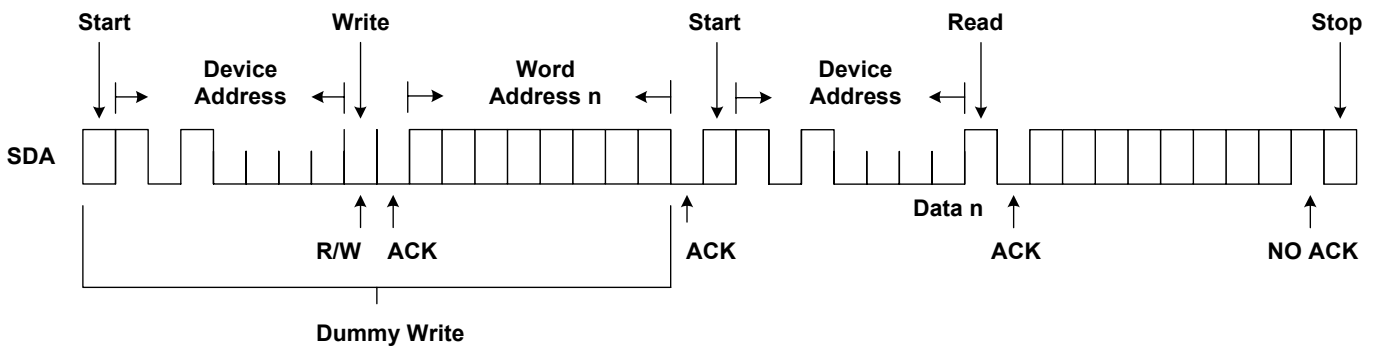 Start
Write
Start
Read
Stop
Device
Address
Word
Address n
Device
Address
SDA
Data n
R/W
ACK
ACK
ACK
NO ACK
Dummy Write